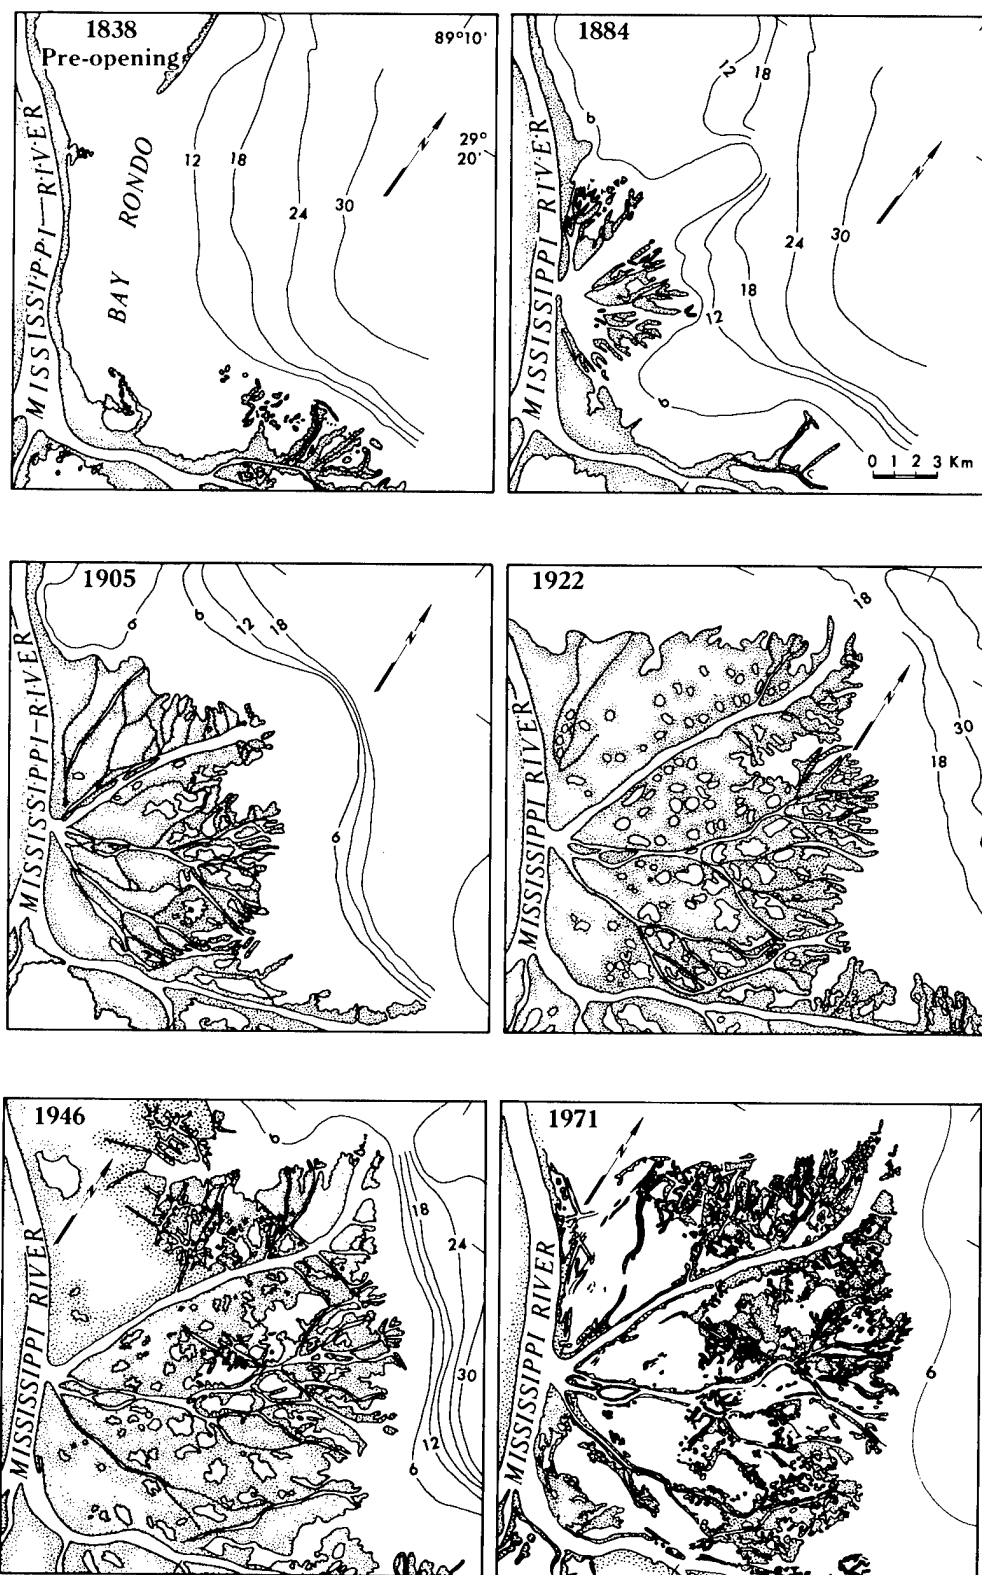 1838
Pre-opening
89°10'
29°
20'
MISSISSIPPI RIVER
BAY RONDO
12
18
24
30
N
1884
12
18
6
MISSISSIPPI RIVER
24
30
18
12
6
N
0 1 2 3 Km
1905
6
6
12
18
6
MISSISSIPPI RIVER
N
1922
18
30
18
MISSISSIPPI RIVER
N
1946
6
18
24
30
12
6
MISSISSIPPI RIVER
N
1971
6
MISSISSIPPI RIVER
N